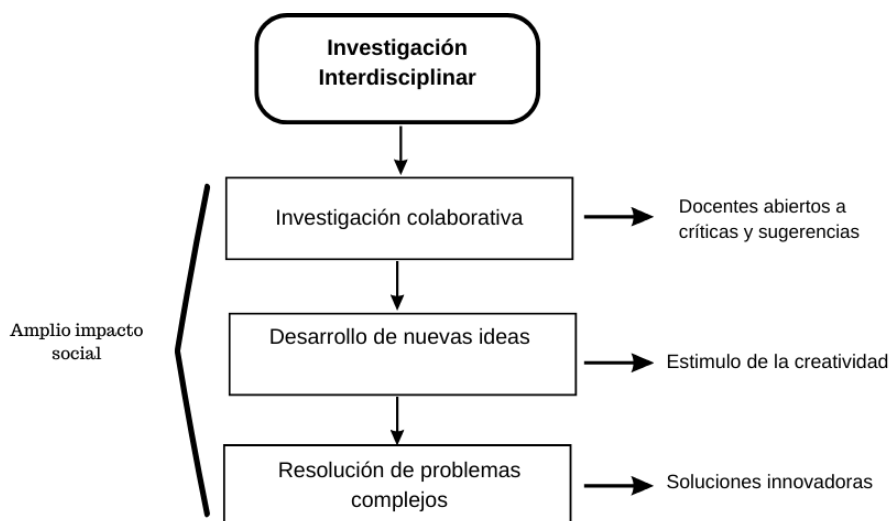 Investigación
Interdisciplinar
Investigación colaborativa
Docentes abiertos a
críticas y sugerencias
Amplio impacto
social
Desarrollo de nuevas ideas
Estimulo de la creatividad
Resolución de problemas
complejos
Soluciones innovadoras